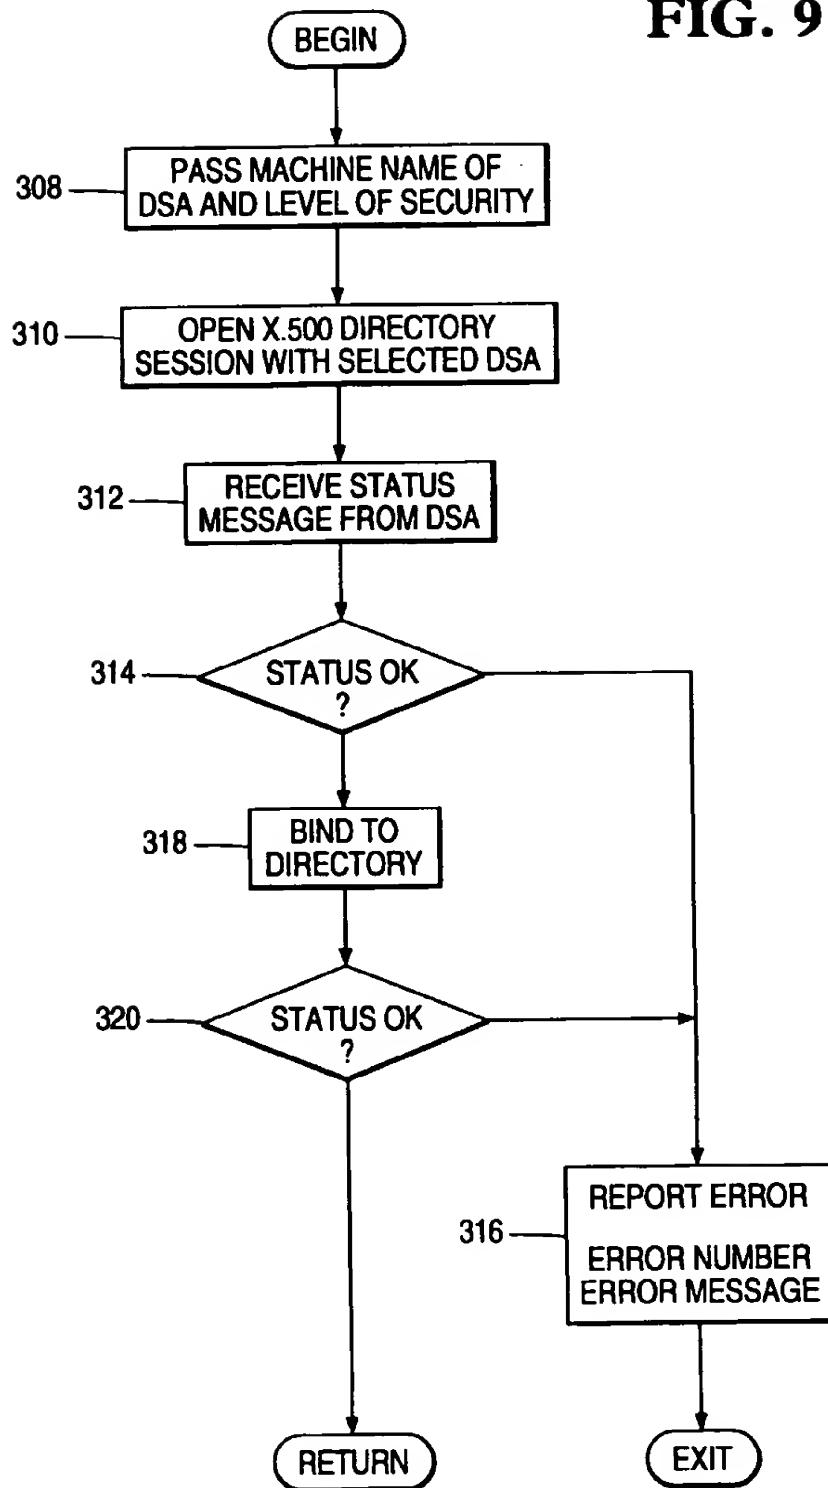 FIG. 9
BEGIN
308
PASS MACHINE NAME OF
DSA AND LEVEL OF SECURITY
310
OPEN X.500 DIRECTORY
SESSION WITH SELECTED DSA
312
RECEIVE STATUS
MESSAGE FROM DSA
314
STATUS OK
?
318
BIND TO
DIRECTORY
320
STATUS OK
?
316
REPORT ERROR
ERROR NUMBER
ERROR MESSAGE
RETURN
EXIT